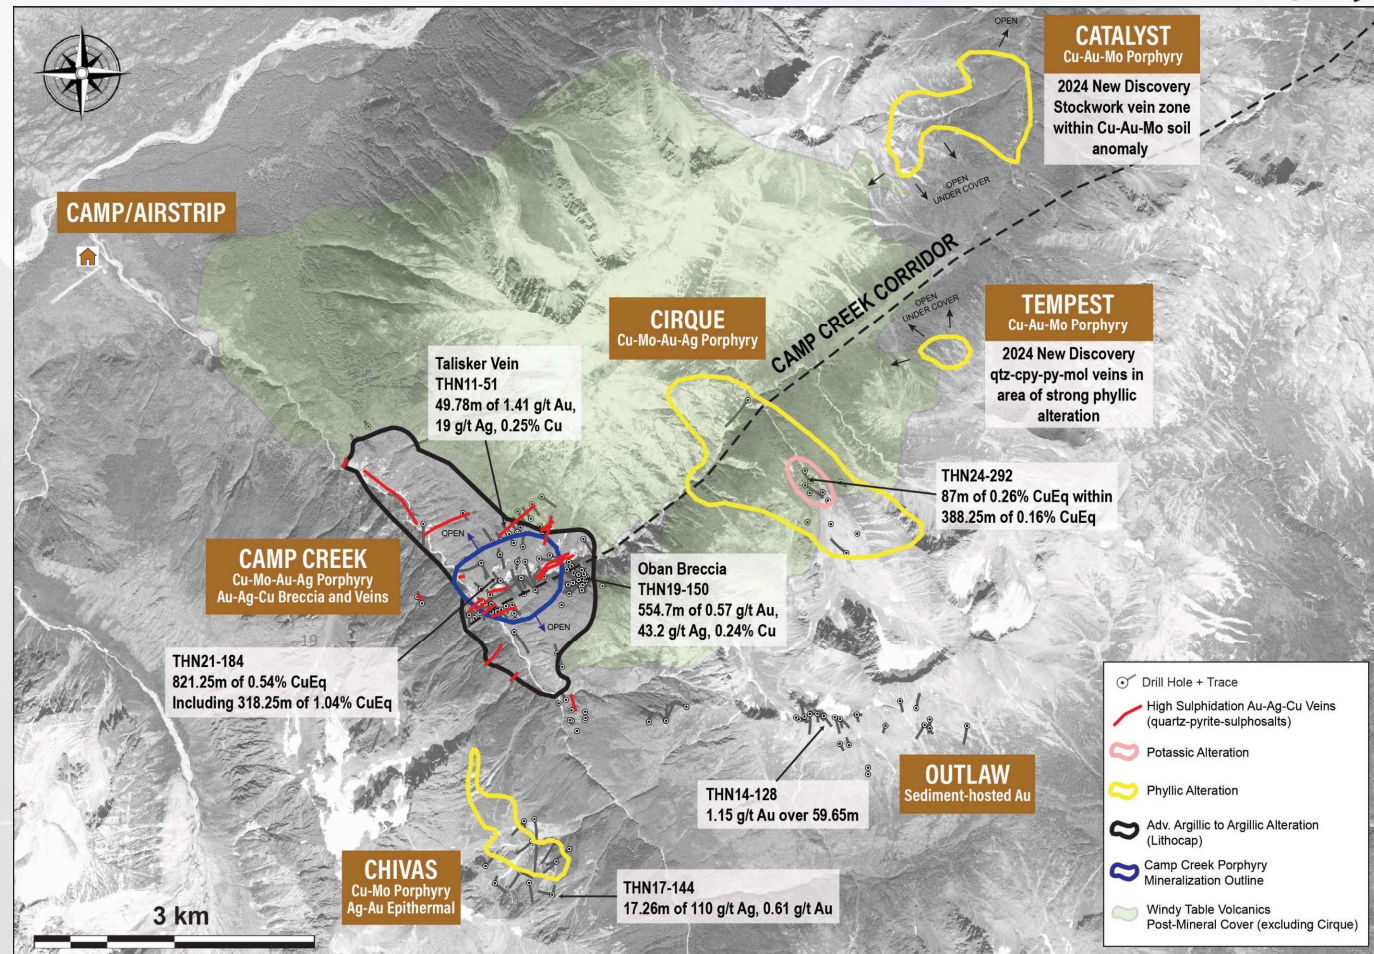 OPEN
CATALYST
Cu-Au-Mo Porphyry
2024 New Discovery
Stockwork vein zone
within Cu-Au-Mo soil
anomaly
OPEN
UNDER COVER
CAMP/AIRSTRIP
CAMP CREEK CORRIDOR
CIRQUE
Cu-Mo-Au-Ag Porphyry
OPEN
UNDER COVER
TEMPEST
Cu-Au-Mo Porphyry
2024 New Discovery
qtz-cpy-py-mol veins in
area of strong phyllic
alteration
Talisker Vein
THN11-51
49.78m of 1.41 g/t Au,
19 g/t Ag, 0.25% Cu
THN24-292
87m of 0.26% CuEq within
388.25m of 0.16% CuEq
OPEN
CAMP CREEK
Cu-Mo-Au-Ag Porphyry
Au-Ag-Cu Breccia and Veins
Oban Breccia
THN19-150
554.7m of 0.57 g/t Au,
43.2 g/t Ag, 0.24% Cu
OPEN
19
THN21-184
821.25m of 0.54% CuEq
Including 318.25m of 1.04% CuEq
THN14-128
1.15 g/t Au over 59.65m
OUTLAW
Sediment-hosted Au
CHIVAS
Cu-Mo Porphyry
Ag-Au Epithermal
THN17-144
17.26m of 110 g/t Ag, 0.61 g/t Au
3 km
Drill Hole + Trace
High Sulphidation Au-Ag-Cu Veins
(quartz-pyrite-sulphosalts)
Potassic Alteration
Phyllic Alteration
Adv. Argillic to Argillic Alteration
(Lithocap)
Camp Creek Porphyry
Mineralization Outline
Windy Table Volcanics
Post-Mineral Cover (excluding Cirque)